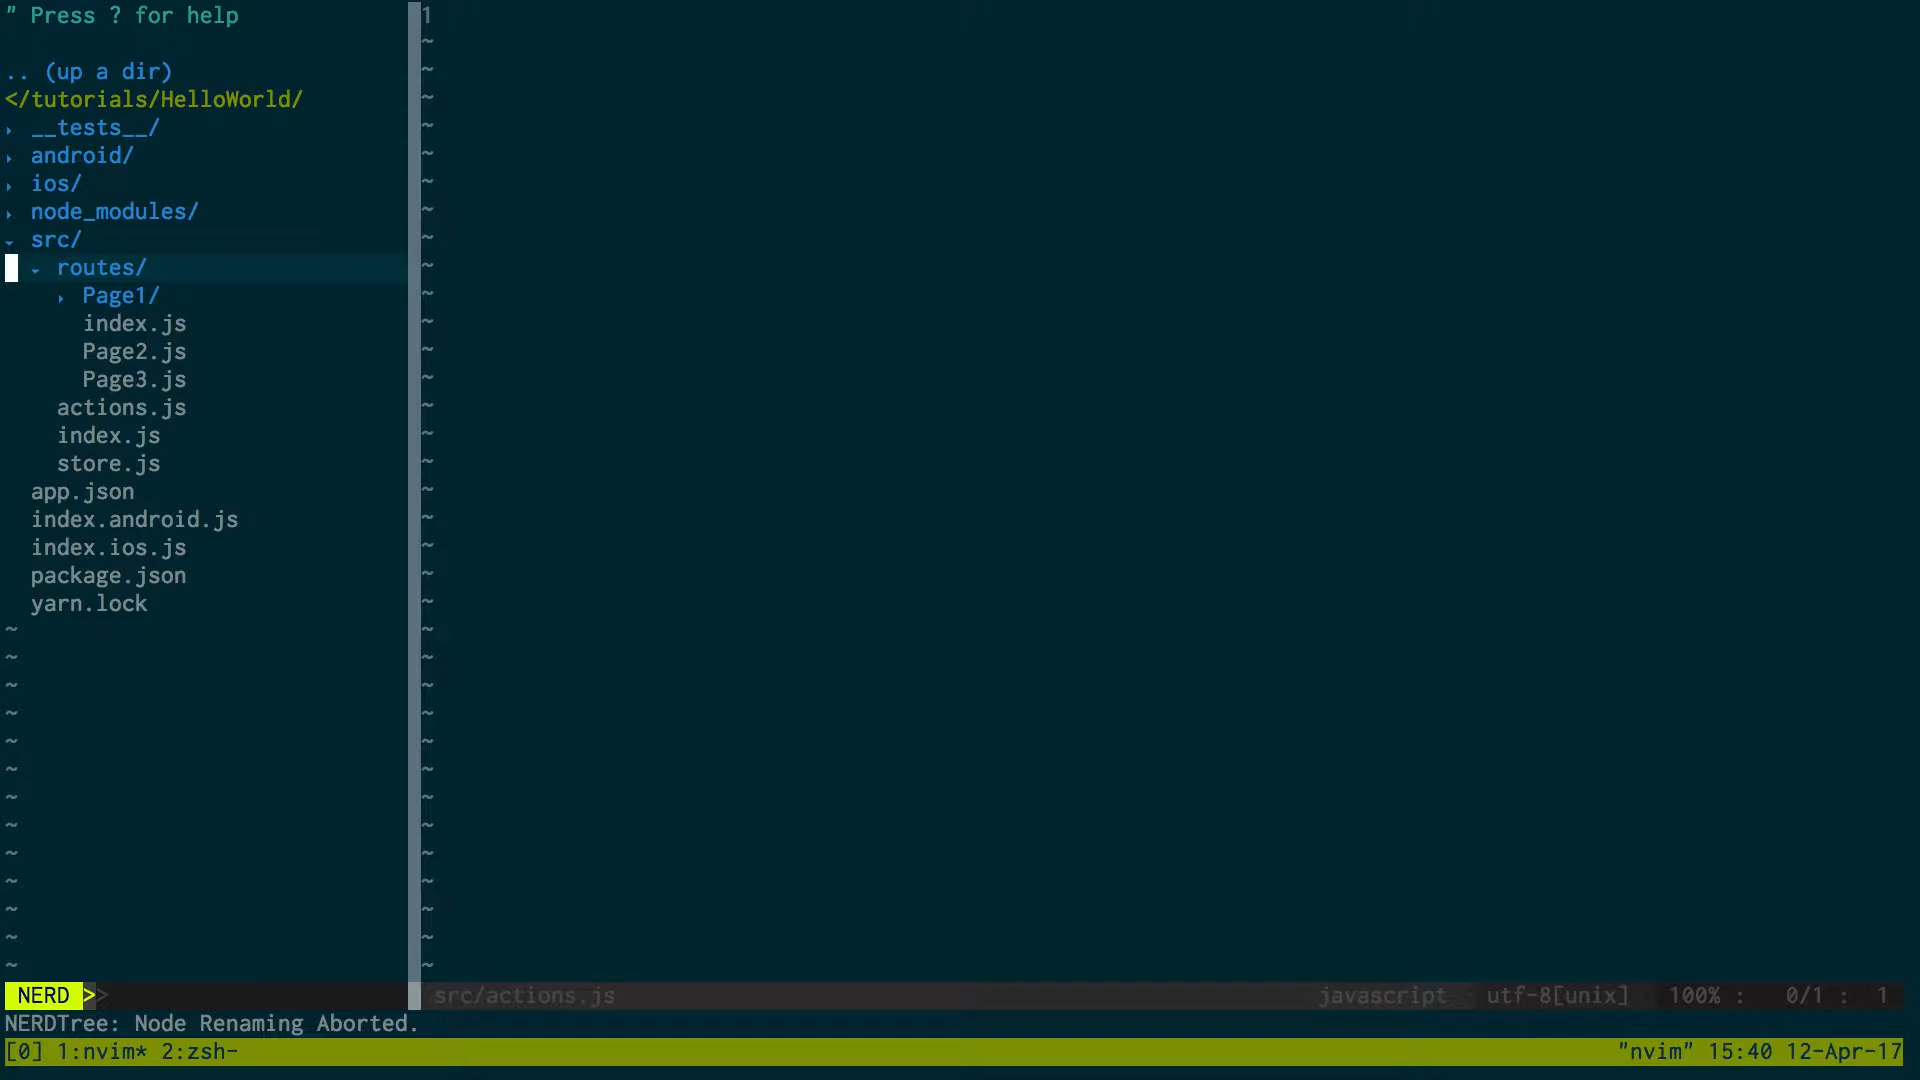 " Press ? for help
.. (up a dir)
</tutorials/HelloWorld/
▸ __tests__/
▸ android/
▸ ios/
▸ node_modules/
▾ src/
▾ routes/
▸ Page1/
index.js
Page2.js
Page3.js
actions.js
index.js
store.js
app.json
index.android.js
index.ios.js
package.json
yarn.lock
1
NERD >> src/actions.js javascript utf-8[unix] 100% : 0/1 : 1
NERDTree: Node Renaming Aborted.
[0] 1:nvim* 2:zsh- "nvim" 15:40 12-Apr-17